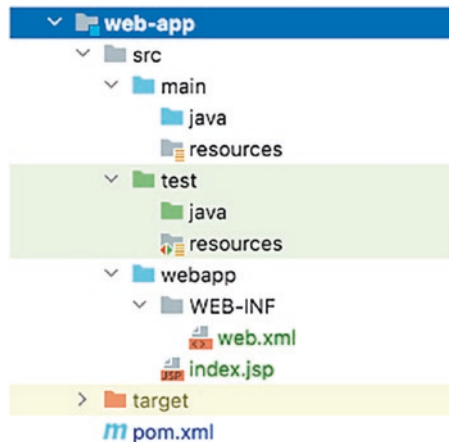 web-app
src
main
java
resources
test
java
resources
webapp
WEB-INF
web.xml
JSP index.jsp
target
m pom.xml